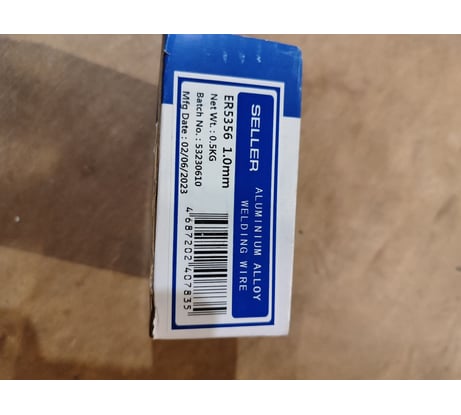 SELLER
ALUMINIUM ALLOY
WELDING WIRE
ER5356 1.0mm
Net Wt.: 0.5KG
Batch No.: 53230610
Mfg Date: 02/06/2023
4 687202 407835